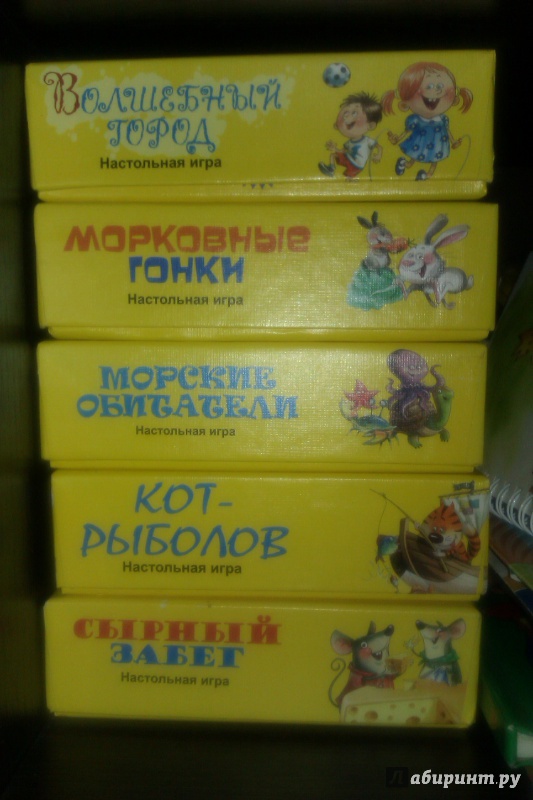 Волшебный
город
Настольная игра
МОРКОВНЫЕ
ГОНКИ
Настольная игра
МОРСКИЕ
ОБИТАТЕЛИ
Настольная игра
КОТ-
РЫБОЛОВ
Настольная игра
СЫРНЫЙ
ЗАБЕГ
Настольная игра
Лабиринт.ру